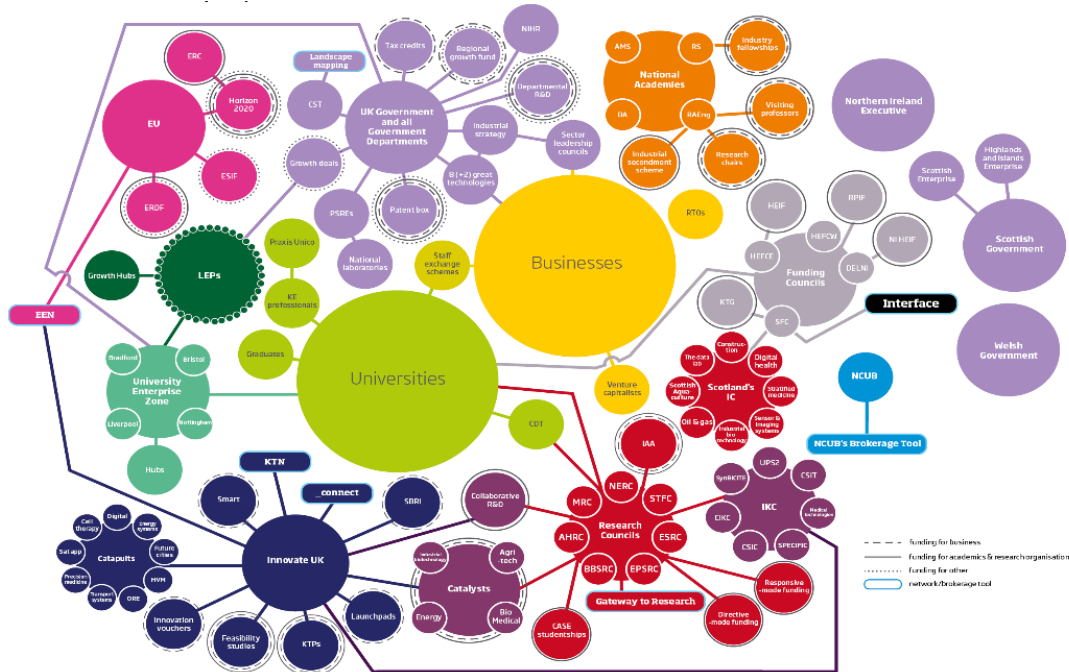 ERC
Horizon
2020
EU
ESIF
ERDF
Landscape
mapping
Tax credits
Regional
growth fund
NIHR
CST
UK Government
and all
Government
Departments
Departmental
R&D
Industrial
strategy
Sector
leadership
councils
Growth deals
8 (+2) great
technologies
PSREs
Patent box
National
laboratories
AMS
RS
National
Academies
BA
RAEng
Industry
fellowships
Visiting
professors
Research
chairs
Industrial
secondment
scheme
Northern Ireland
Executive
Highlands
and Islands
Enterprise
Scottish
Enterprise
Scottish
Government
Welsh
Government
Praxis Unico
KE
professionals
Graduates
Staff
exchange
schemes
Businesses
RTOs
Venture
capitalists
Universities
CDT
HEIF
RPIF
NI HEIF
HEFCW
HEFCE
DELNI
Funding
Councils
KTG
SFC
Interface
Growth Hubs
LEPs
EEN
Bradford
Bristol
University
Enterprise
Zone
Liverpool
Nottingham
Hubs
Construc-
tion
The data
lab
Digital
health
Scottish
Aqua-
culture
Scotland's
IC
Stratified
medicine
Oil & gas
Industrial
bio
technology
Sensor &
imaging
systems
NCUB
NCUB's Brokerage Tool
KTN
_connect
Smart
SBRI
Collaborative
R&D
IAA
Cell
therapy
Digital
Energy
systems
Sat app
Catapults
Future
cities
Precision
medicine
HVM
Transport
systems
ORE
Innovate UK
Innovation
vouchers
Feasibility
studies
KTPs
Launchpads
Industrial
biotechnology
Agri
-tech
Catalysts
Energy
Bio
Medical
NERC
MRC
STFC
AHRC
Research
Councils
ESRC
BBSRC
EPSRC
Gateway to Research
CASE
studentships
Directive
-mode funding
Responsive
-mode funding
UPS2
SynbiCITE
CSIT
CIKC
IKC
Medical
technologies
CSIC
SPECIFIC
funding for business
funding for academics & research organisation
funding for other
network/brokerage tool